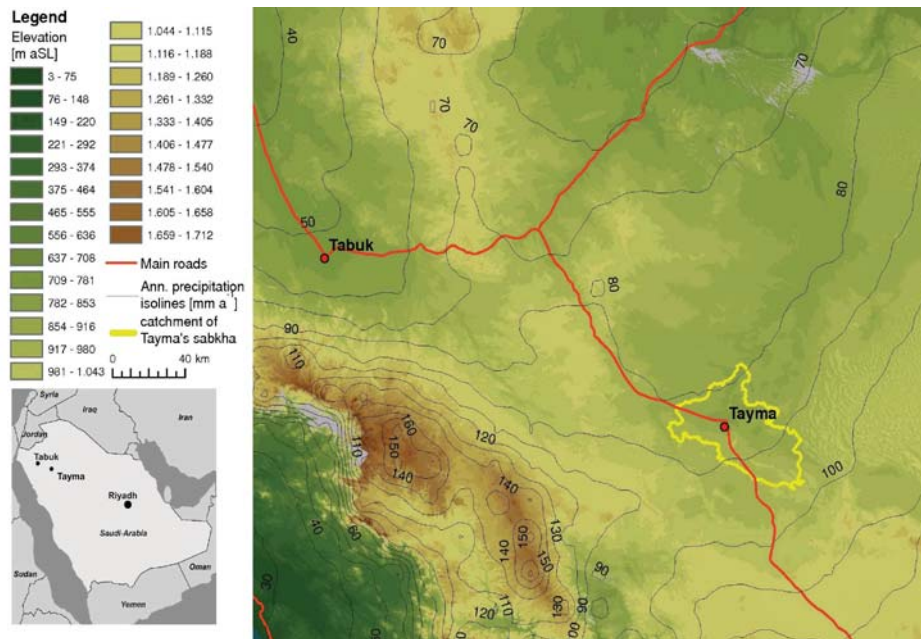 Legend
Elevation
[m aSL]
3 - 75
76 - 148
149 - 220
221 - 292
293 - 374
375 - 464
465 - 555
556 - 636
637 - 708
709 - 781
782 - 853
854 - 916
917 - 980
981 - 1.043
1.044 - 1.115
1.116 - 1.188
1.189 - 1.260
1.261 - 1.332
1.333 - 1.405
1.406 - 1.477
1.478 - 1.540
1.541 - 1.604
1.605 - 1.658
1.659 - 1.712
Main roads
Ann. precipitation
isolines [mm a ]
catchment of
Tayma's sabkha
0
40 km
Syria
Iraq
Iran
Jordan
Tabuk
Tayma
Riyadh
Saudi-Arabia
Oman
Sudan
Yemen
40
70
70
70
70
80
50
Tabuk
80
90
110
160
150
110
140
120
Tayma
100
140
130
150
140
150
90
40
60
30
110
120
130
90